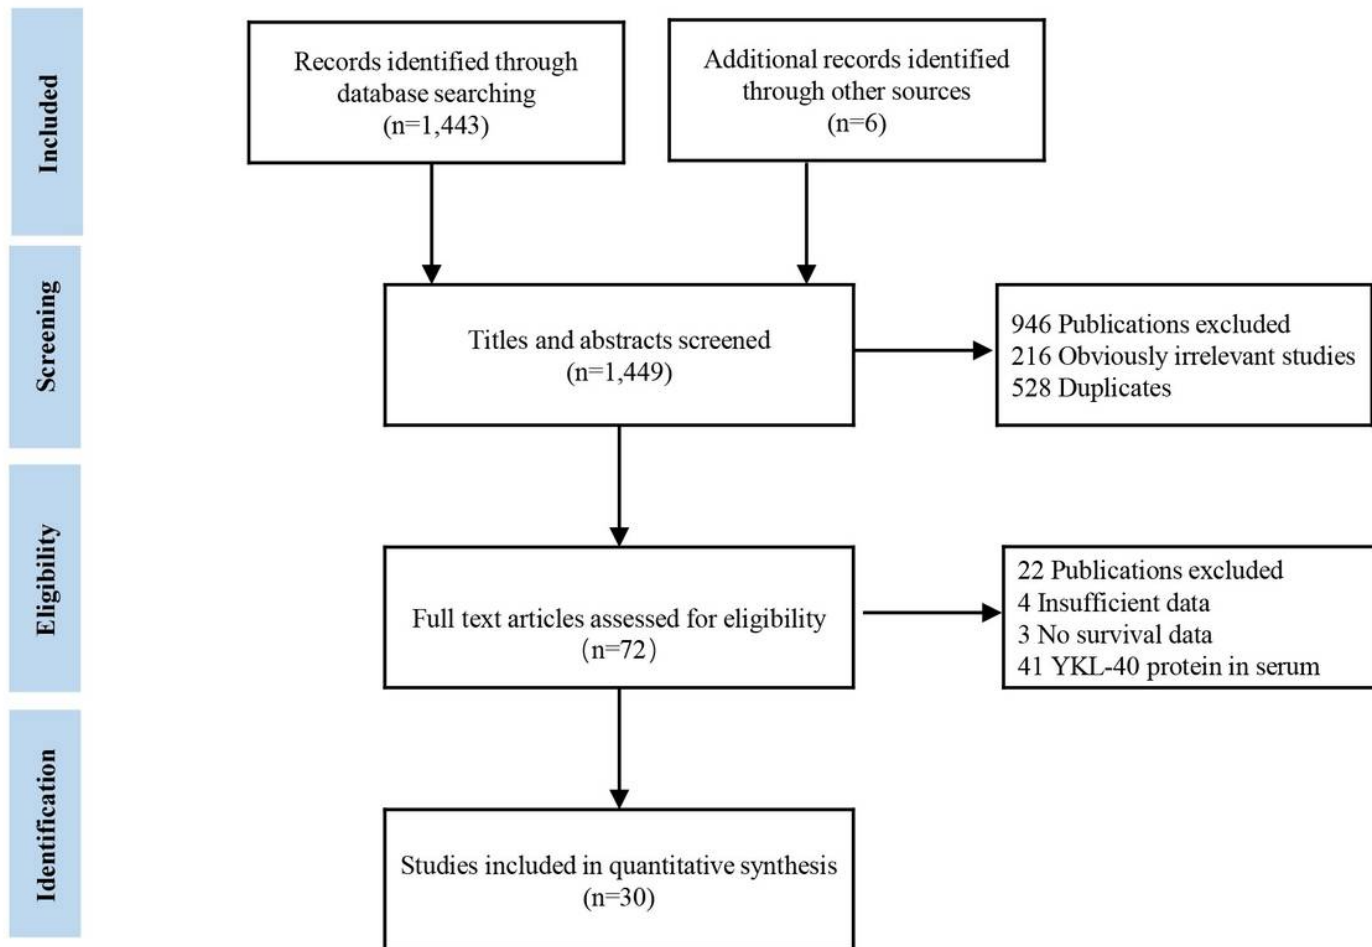 Included
Records identified through
database searching
(n=1,443)
Additional records identified
through other sources
(n=6)
Screening
Titles and abstracts screened
(n=1,449)
946 Publications excluded
216 Obviously irrelevant studies
528 Duplicates
Eligibility
Full text articles assessed for eligibility
(n=72)
22 Publications excluded
4 Insufficient data
3 No survival data
41 YKL-40 protein in serum
Identification
Studies included in quantitative synthesis
(n=30)